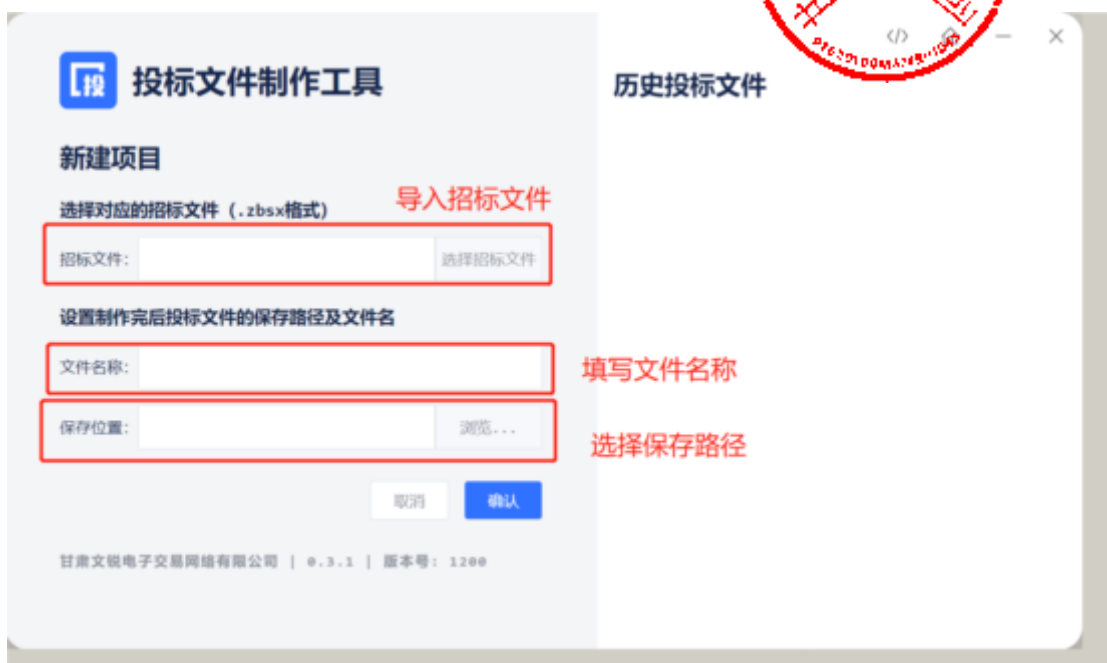 投标文件制作工具
历史投标文件
新建项目
导入招标文件
选择对应的招标文件（.zbsx格式）
招标文件：
选择招标文件
设置制作完后投标文件的保存路径及文件名
文件名称：
填写文件名称
保存位置：
浏览...
选择保存路径
取消
确认
甘肃文锐电子交易网络有限公司 | 0.3.1 | 版本号：1200